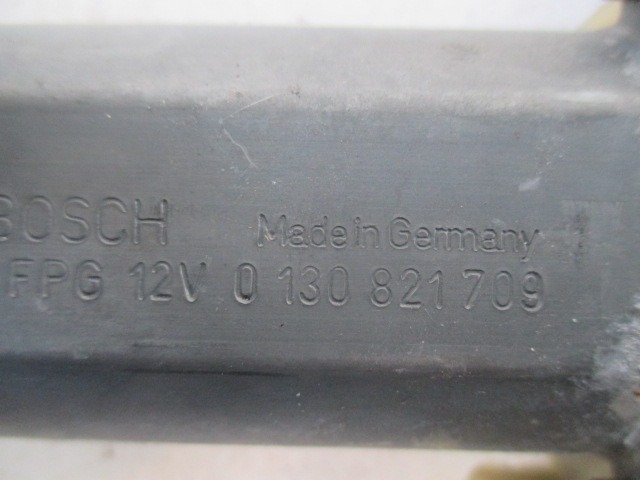 BOSCH Made in Germany
FPG 12V 0 130 821 709